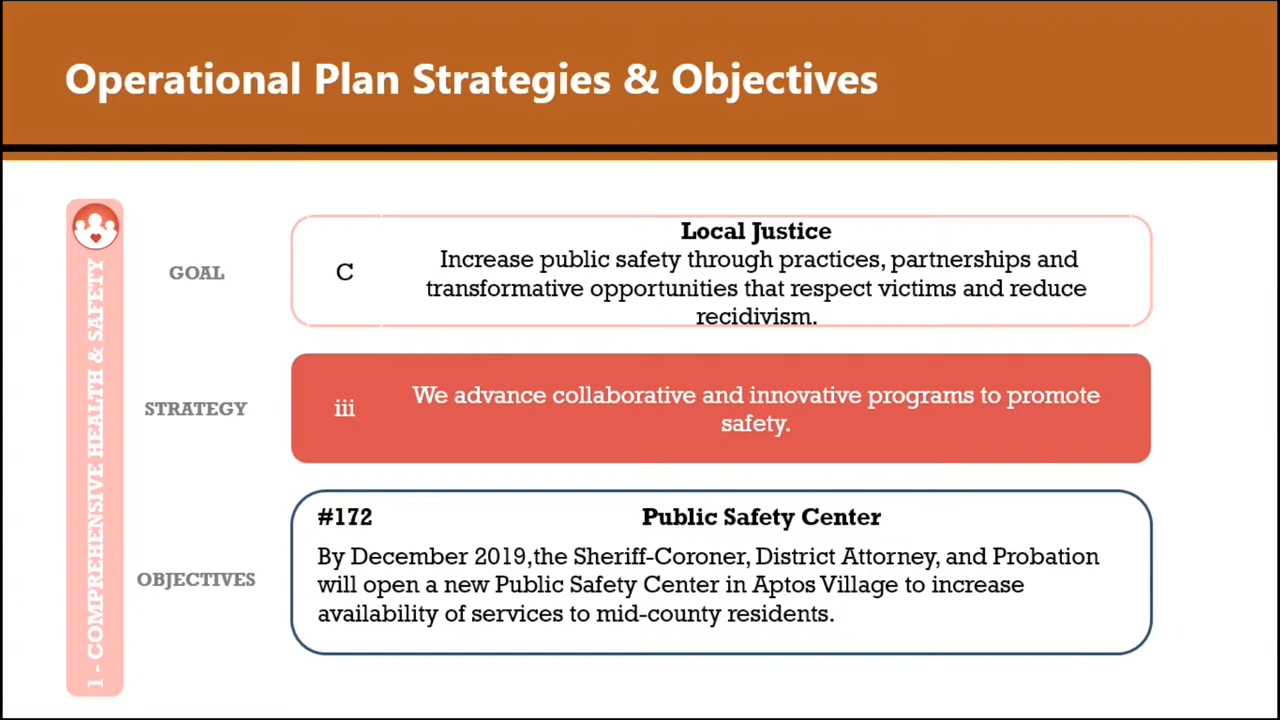 Operational Plan Strategies & Objectives
1 - COMPREHENSIVE HEALTH & SAFETY
GOAL
C
Local Justice
Increase public safety through practices, partnerships and
transformative opportunities that respect victims and reduce
recidivism.
STRATEGY
iii
We advance collaborative and innovative programs to promote
safety.
OBJECTIVES
#172 Public Safety Center
By December 2019,the Sheriff-Coroner, District Attorney, and Probation
will open a new Public Safety Center in Aptos Village to increase
availability of services to mid-county residents.